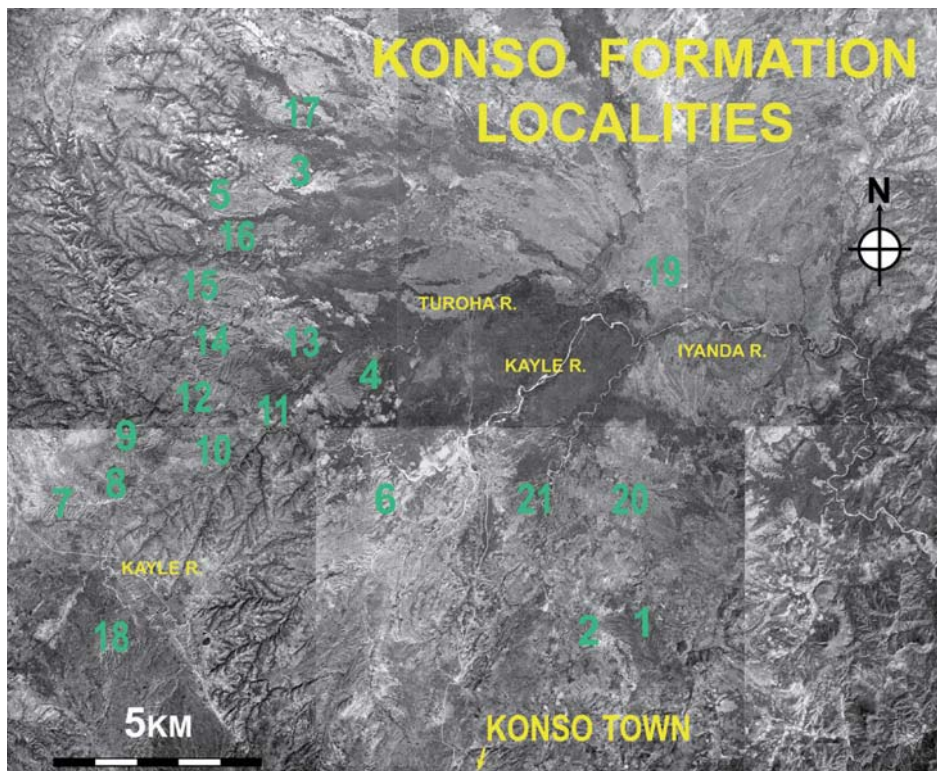 KONSO FORMATION
LOCALITIES
17
3
5
N
16
19
15
TUROHA R.
14
13
IYANDA R.
KAYLE R.
4
12
11
9
10
8
7
6
21
20
KAYLE R.
18
2
1
5KM
KONSO TOWN